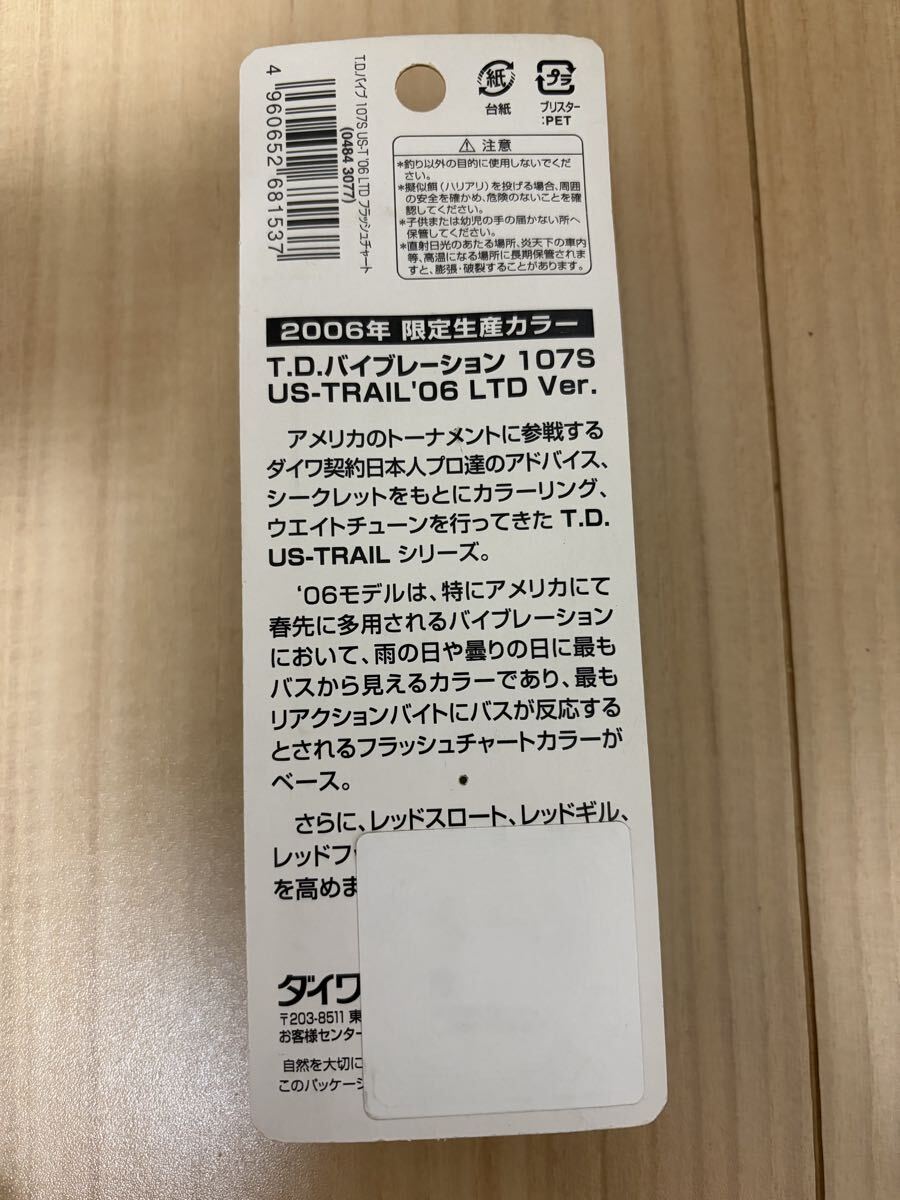 T.D.バイブ 107S US-T '06 LTD フラッシュチャート
(0484 3077)
4 960652 681537
紙
台紙
プラ
ブリスター
:PET
⚠ 注意
*釣り以外の目的に使用しないでくだ
さい。
*擬似餌(ハリアリ)を投げる場合、周囲
の安全を確かめ、危険のないことを確
認してください。
*子供または幼児の手の届かない所へ
保管してください。
*直射日光のあたる場所、炎天下の車内
等、高温になる場所に長期保管されま
すと、膨張・破裂することがあります。
2006年 限定生産カラー
T.D.バイブレーション 107S
US-TRAIL'06 LTD Ver.
アメリカのトーナメントに参戦する
ダイワ契約日本人プロ達のアドバイス、
シークレットをもとにカラーリング、
ウエイトチューンを行ってきた T.D.
US-TRAIL シリーズ。
'06モデルは、特にアメリカにて
春先に多用されるバイブレーション
において、雨の日や曇りの日に最も
バスから見えるカラーであり、最も
リアクションバイトにバスが反応する
とされるフラッシュチャートカラーが
ベース。
さらに、レッドスロート、レッドギル、
レッドフ
を高めま
ダイワ
〒203-8511 東
お客様センター
自然を大切に
このパッケージ